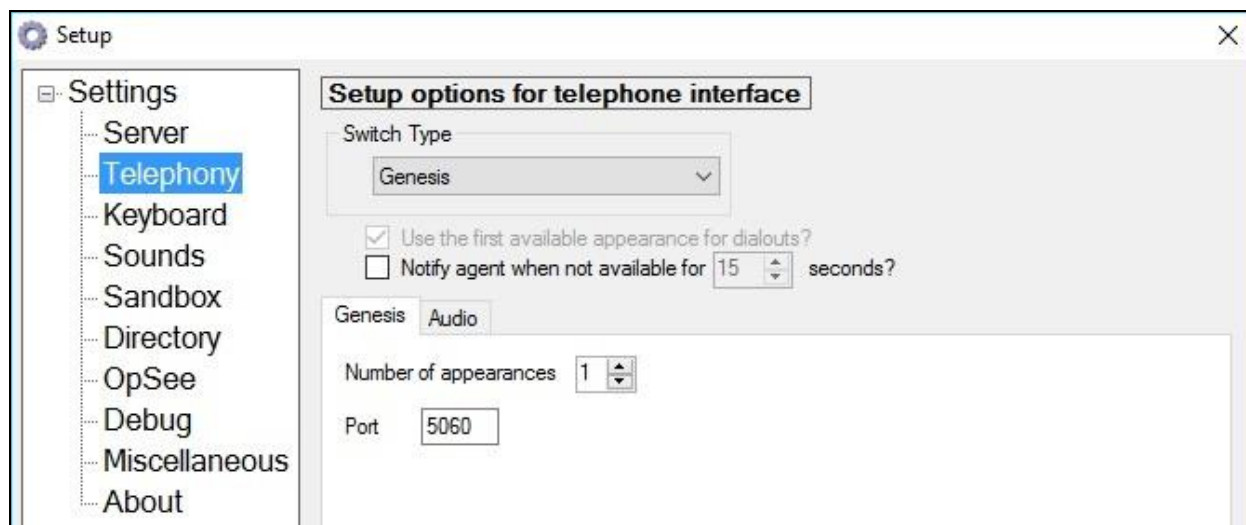 Setup
Settings
Server
Telephony
Keyboard
Sounds
Sandbox
Directory
OpSee
Debug
Miscellaneous
About
Setup options for telephone interface
Switch Type
Genesis
Use the first available appearance for dialouts?
Notify agent when not available for 15 seconds?
Genesis Audio
Number of appearances 1
Port 5060